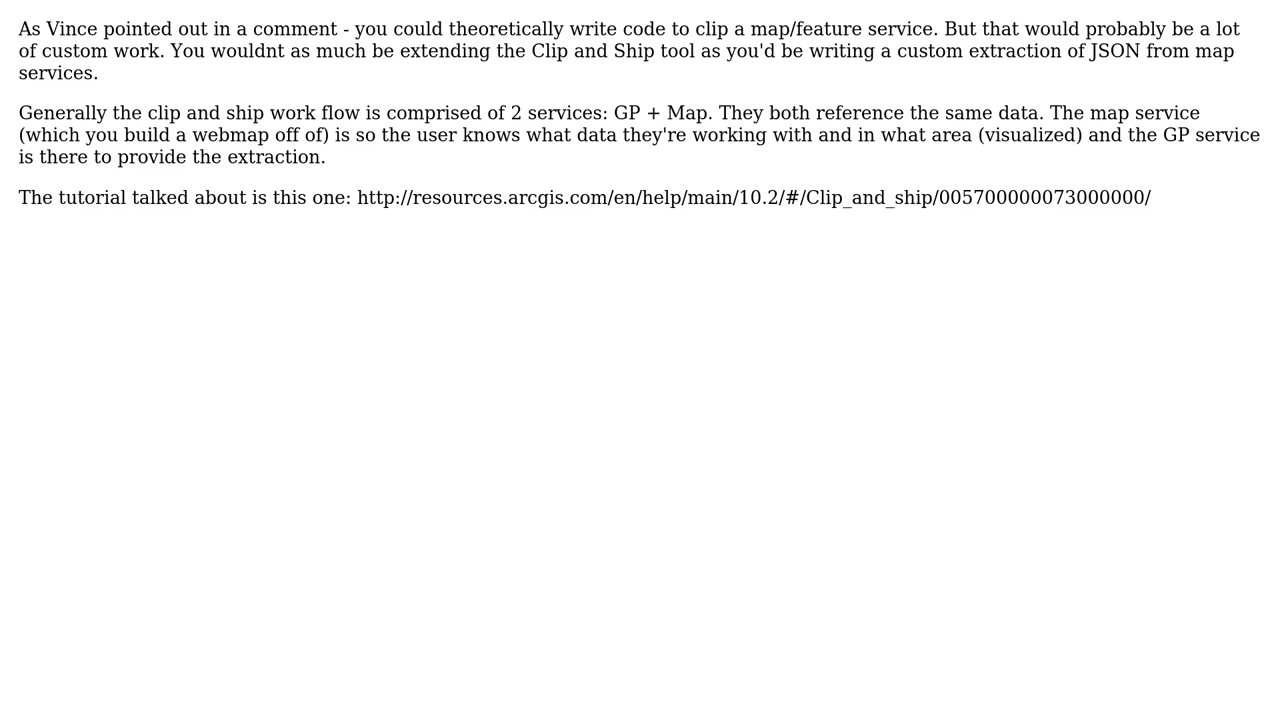 As Vince pointed out in a comment - you could theoretically write code to clip a map/feature service. But that would probably be a lot
of custom work. You wouldnt as much be extending the Clip and Ship tool as you'd be writing a custom extraction of JSON from map
services.
Generally the clip and ship work flow is comprised of 2 services: GP + Map. They both reference the same data. The map service
(which you build a webmap off of) is so the user knows what data they're working with and in what area (visualized) and the GP service
is there to provide the extraction.
The tutorial talked about is this one: http://resources.arcgis.com/en/help/main/10.2/#/Clip_and_ship/005700000073000000/